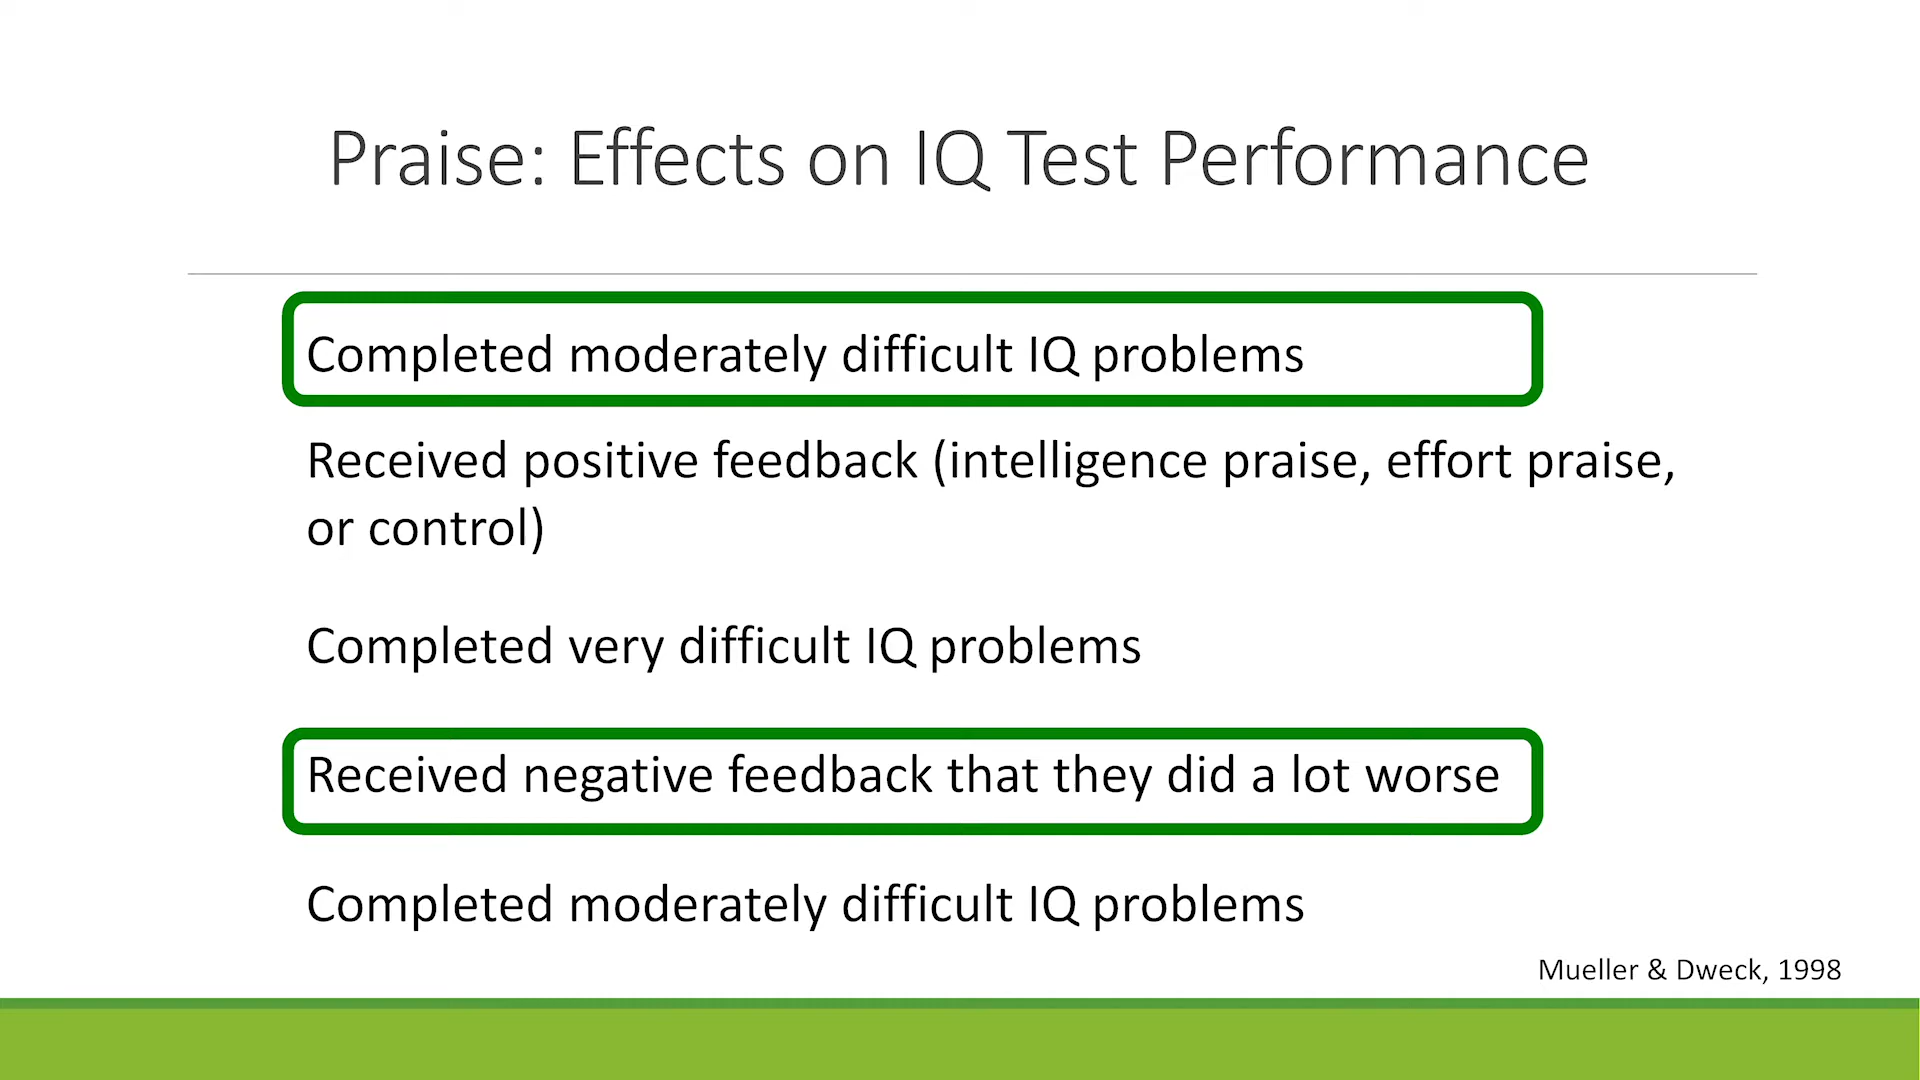 Praise: Effects on IQ Test Performance
Completed moderately difficult IQ problems
Received positive feedback (intelligence praise, effort praise,
or control)
Completed very difficult IQ problems
Received negative feedback that they did a lot worse
Completed moderately difficult IQ problems
Mueller & Dweck, 1998